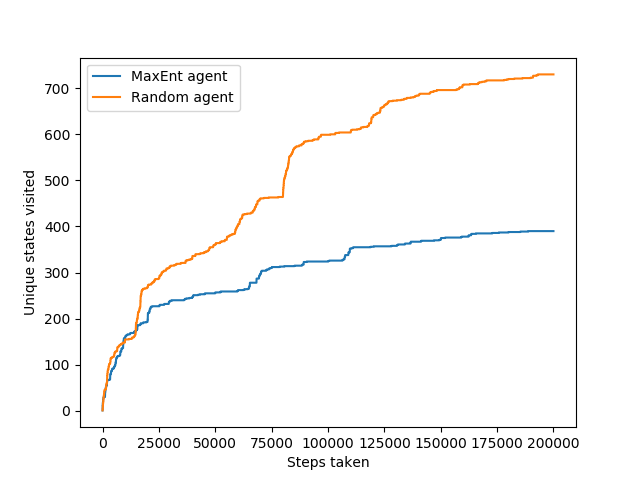 MaxEnt agent
Random agent
Unique states visited
700
600
500
400
300
200
100
0
0 25000 50000 75000 100000 125000 150000 175000 200000
Steps taken